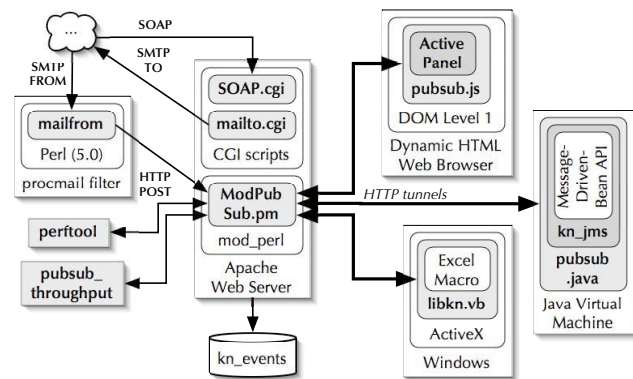 ...
SOAP
SMTP
TO
SMTP
FROM
mailfrom
Perl (5.0)
procmail filter
HTTP
POST
SOAP.cgi
mailto.cgi
CGI scripts
ModPub
Sub.pm
mod_perl
Apache
Web Server
kn_events
perftool
pubsub_
throughput
Active
Panel
pubsub.js
DOM Level 1
Dynamic HTML
Web Browser
HTTP tunnels
Excel
Macro
libkn.vb
ActiveX
Windows
Message-
Driven-
Bean API
kn_jms
pubsub
.java
Java Virtual
Machine